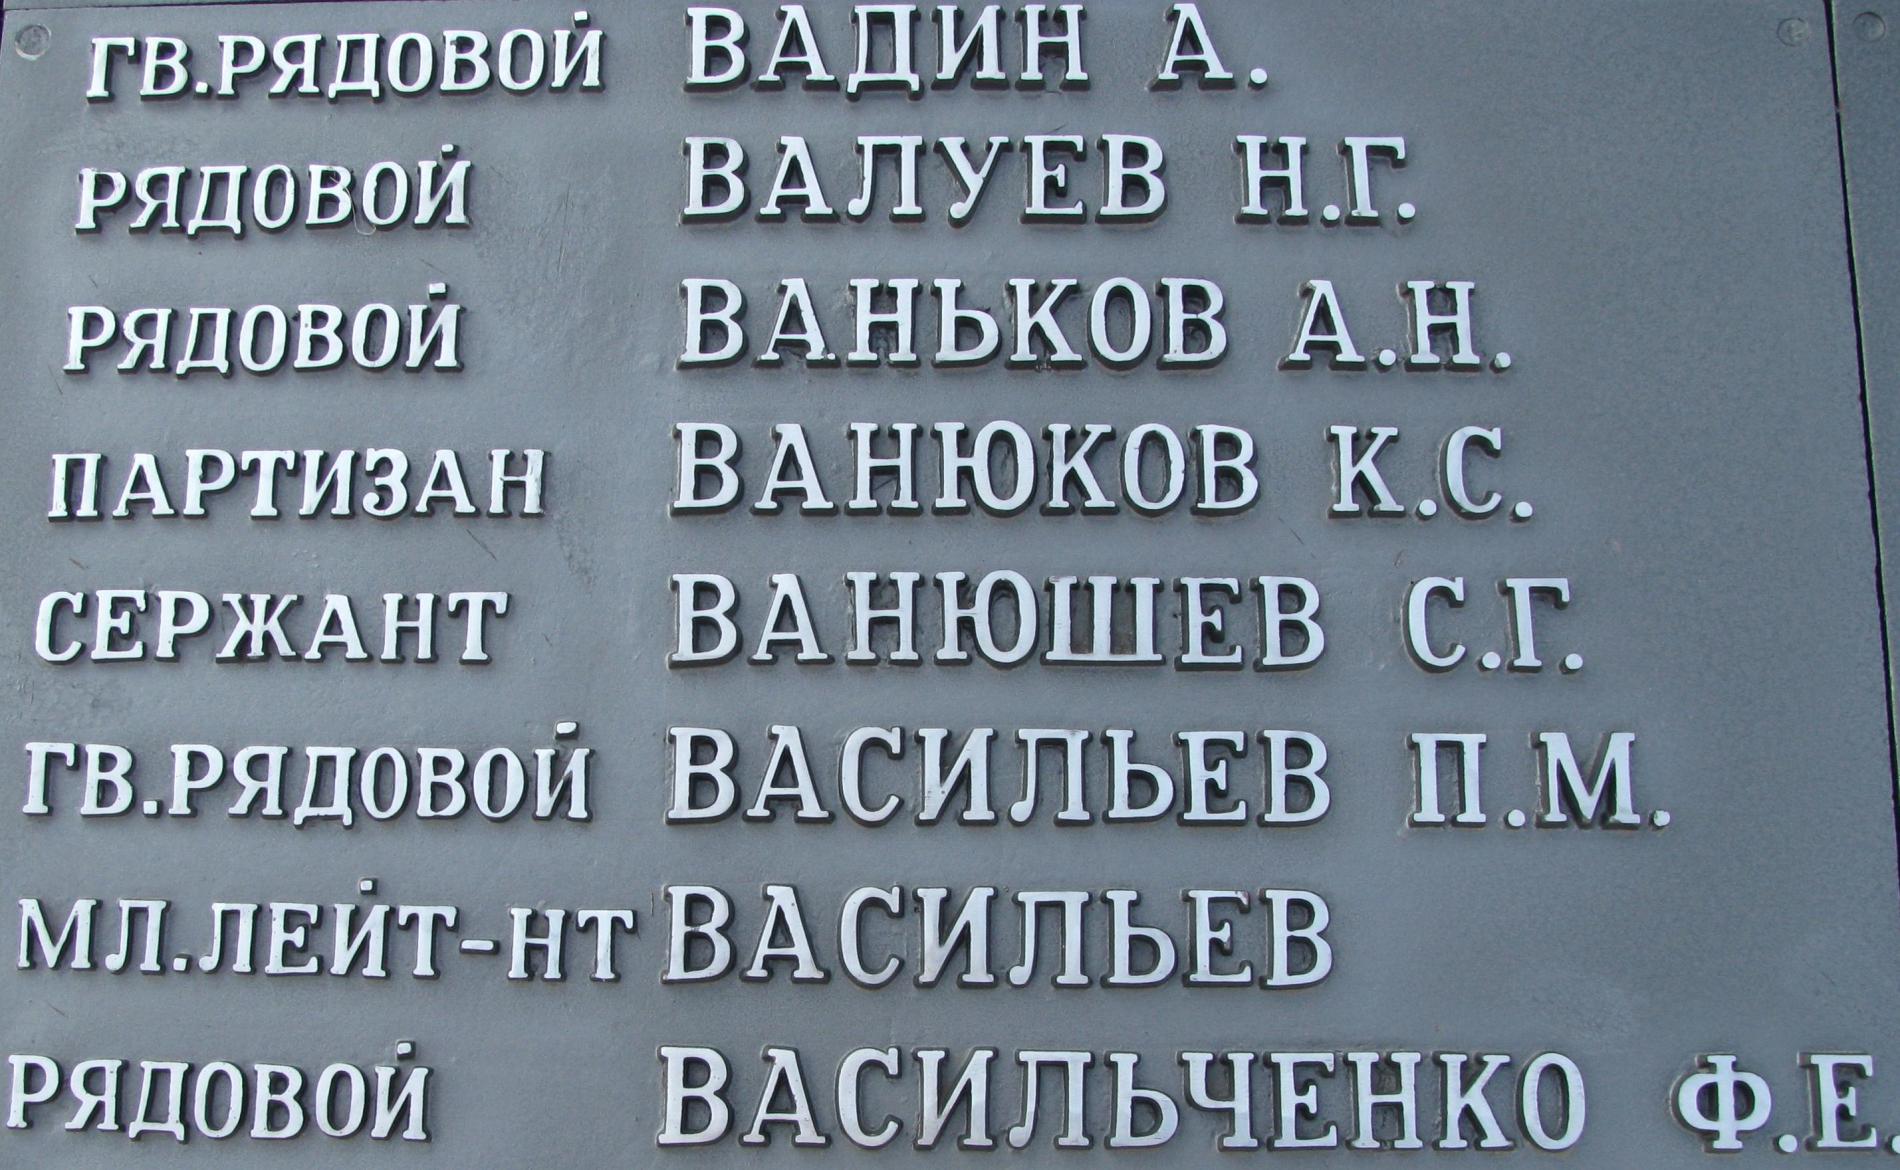 ГВ.РЯДОВОЙ ВАДИН А.
РЯДОВОЙ ВАЛУЕВ Н.Г.
РЯДОВОЙ ВАНЬКОВ А.Н.
ПАРТИЗАН ВАНЮКОВ К.С.
СЕРЖАНТ ВАНЮШЕВ С.Г.
ГВ.РЯДОВОЙ ВАСИЛЬЕВ П.М.
МЛ.ЛЕЙТ-НТ ВАСИЛЬЕВ
РЯДОВОЙ ВАСИЛЬЧЕНКО Ф.Е.